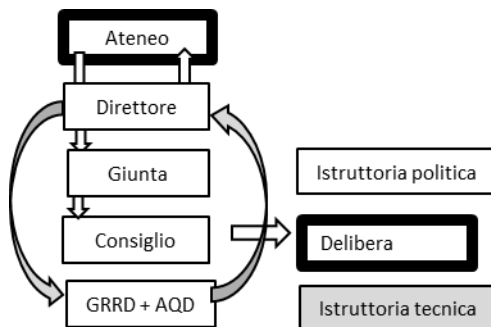 Ateneo
Direttore
Giunta
Istruttoria politica
Consiglio
Delibera
GRRD + AQD
Istruttoria tecnica